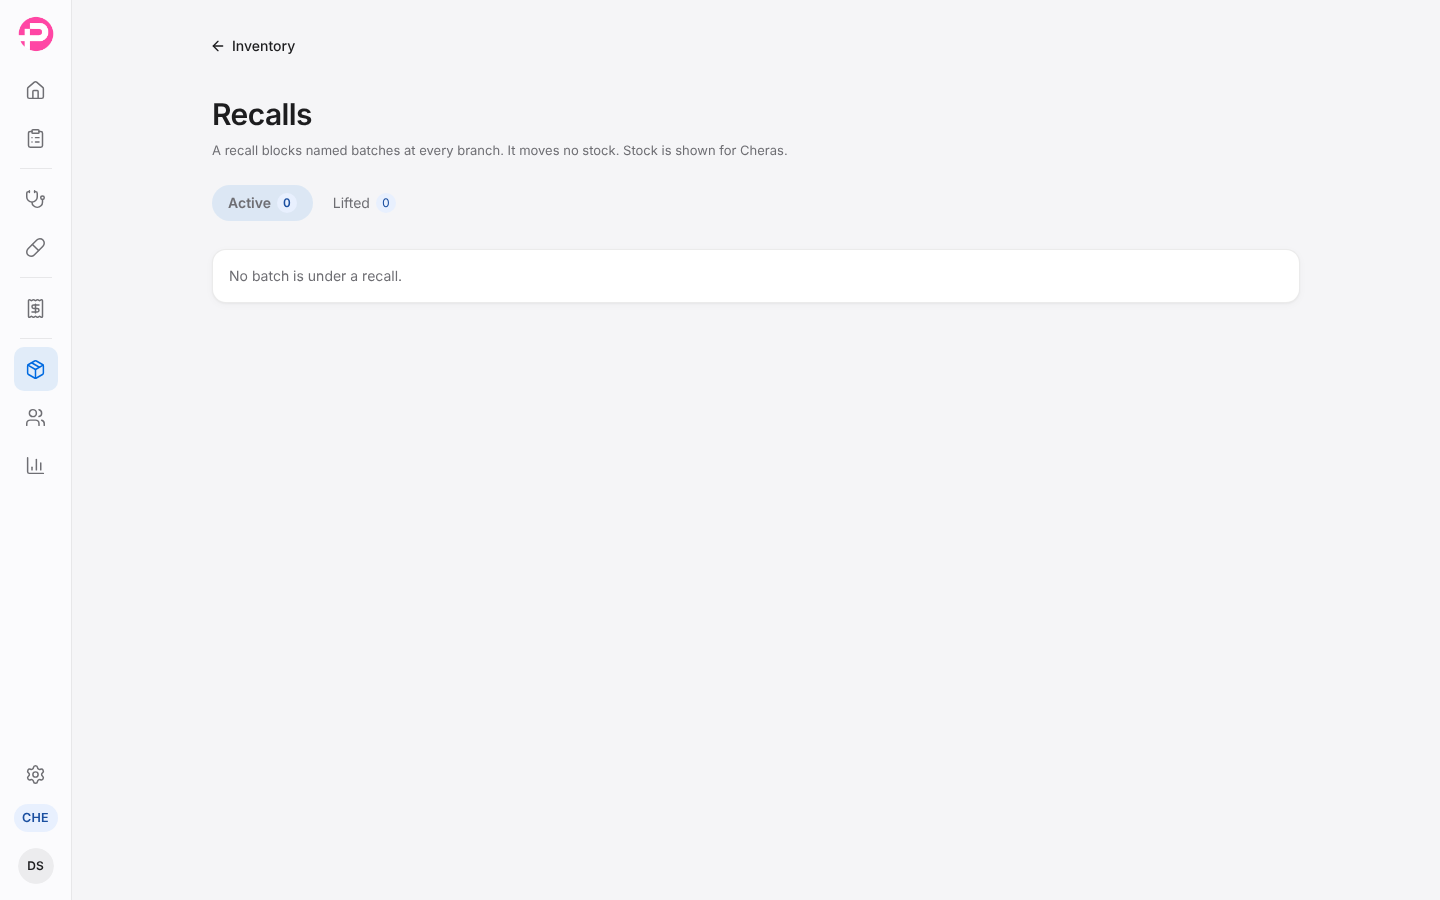 Inventory
Recalls
A recall blocks named batches at every branch. It moves no stock. Stock is shown for Cheras.
Active 0 Lifted 0
No batch is under a recall.
CHE
DS